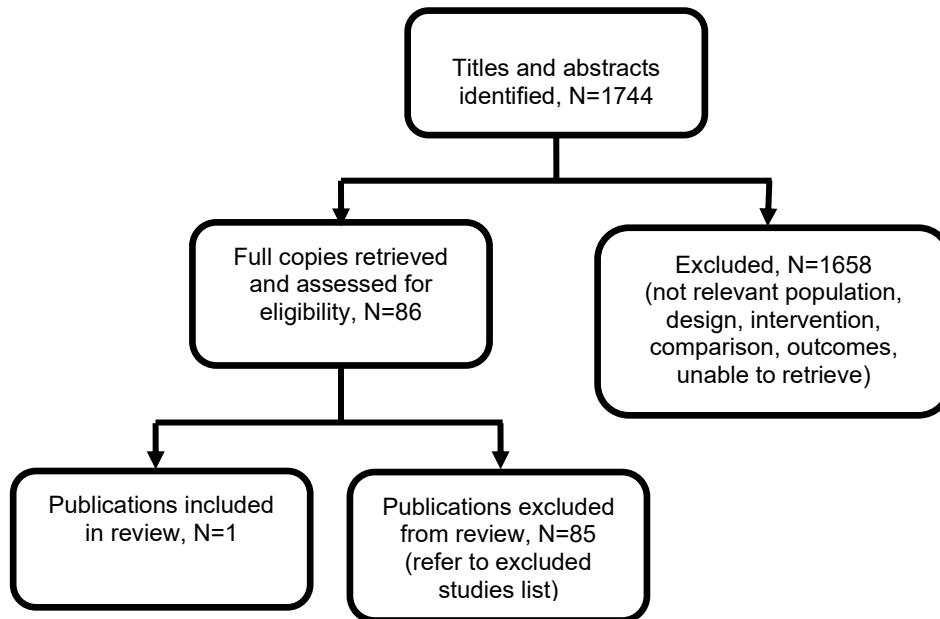 Titles and abstracts
identified, N=1744
Full copies retrieved
and assessed for
eligibility, N=86
Excluded, N=1658
(not relevant population,
design, intervention,
comparison, outcomes,
unable to retrieve)
Publications included
in review, N=1
Publications excluded
from review, N=85
(refer to excluded
studies list)